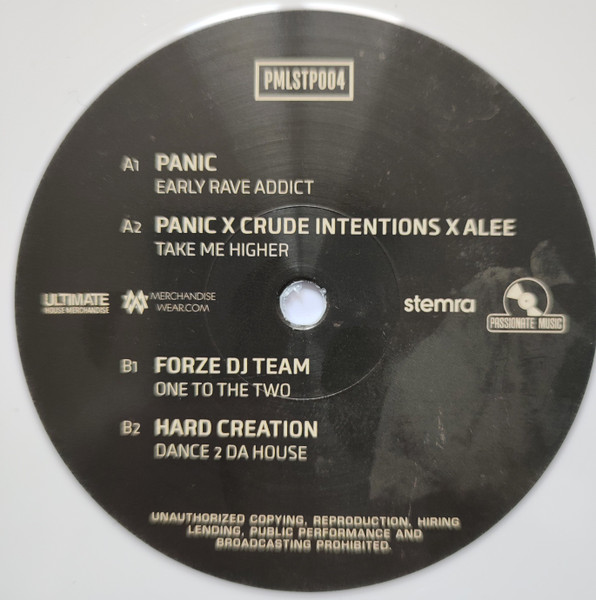 PMLSTP004
A1 PANIC
EARLY RAVE ADDICT
A2 PANIC X CRUDE INTENTIONS X ALEE
TAKE ME HIGHER
ULTIMATE
HOUSE MERCHANDISE
MERCHANDISE
WEAR.COM
stemra
PASSIONATE MUSIC
B1 FORZE DJ TEAM
ONE TO THE TWO
B2 HARD CREATION
DANCE 2 DA HOUSE
UNAUTHORIZED COPYING, REPRODUCTION, HIRING
LENDING, PUBLIC PERFORMANCE AND
BROADCASTING PROHIBITED.